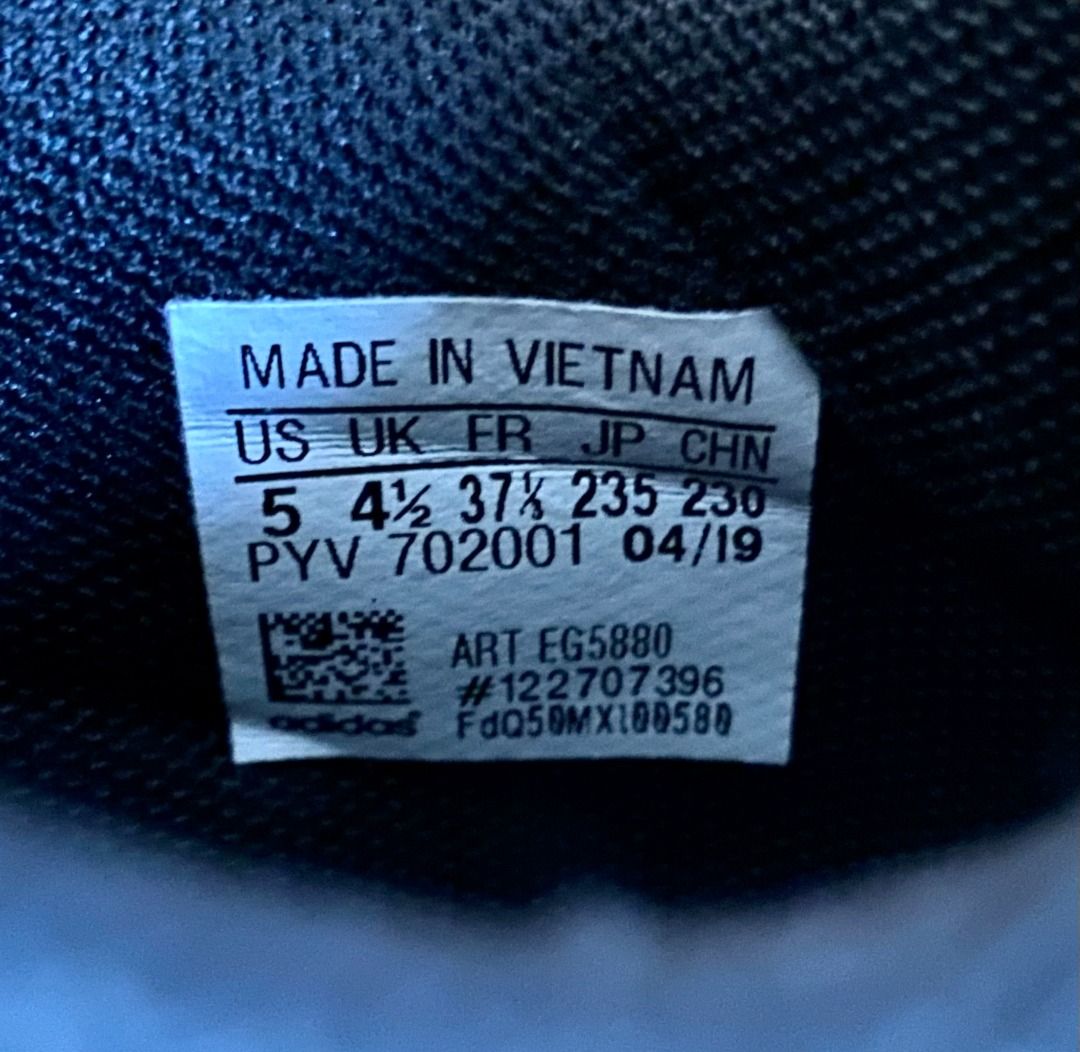 MADE IN VIETNAM
US UK FR JP CHN
5 4½ 37⅓ 235 230
PYV 702001 04/19
ART EG5880
#122707396
adidas FdQ50MX100580